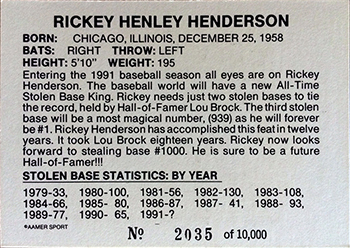 RICKEY HENLEY HENDERSON
BORN: CHICAGO, ILLINOIS, DECEMBER 25, 1958
BATS: RIGHT THROW: LEFT
HEIGHT: 5'10" WEIGHT: 195
Entering the 1991 baseball season all eyes are on Rickey
Henderson. The baseball world will have a new All-Time
Stolen Base King. Rickey needs just two stolen bases to tie
the record, held by Hall-of-Famer Lou Brock. The third stolen
base will be a most magical number, (939) as he will forever
be #1. Rickey Henderson has accomplished this feat in twelve
years. It took Lou Brock eighteen years. Rickey now looks
forward to stealing base #1000. He is sure to be a future
Hall-of-Famer!!!
STOLEN BASE STATISTICS: BY YEAR
1979-33, 1980-100, 1981-56, 1982-130, 1983-108,
1984-66, 1985- 80, 1986-87, 1987- 41, 1988- 93,
1989-77, 1990- 65, 1991-?
©AAMER SPORT
No 2035 of 10,000